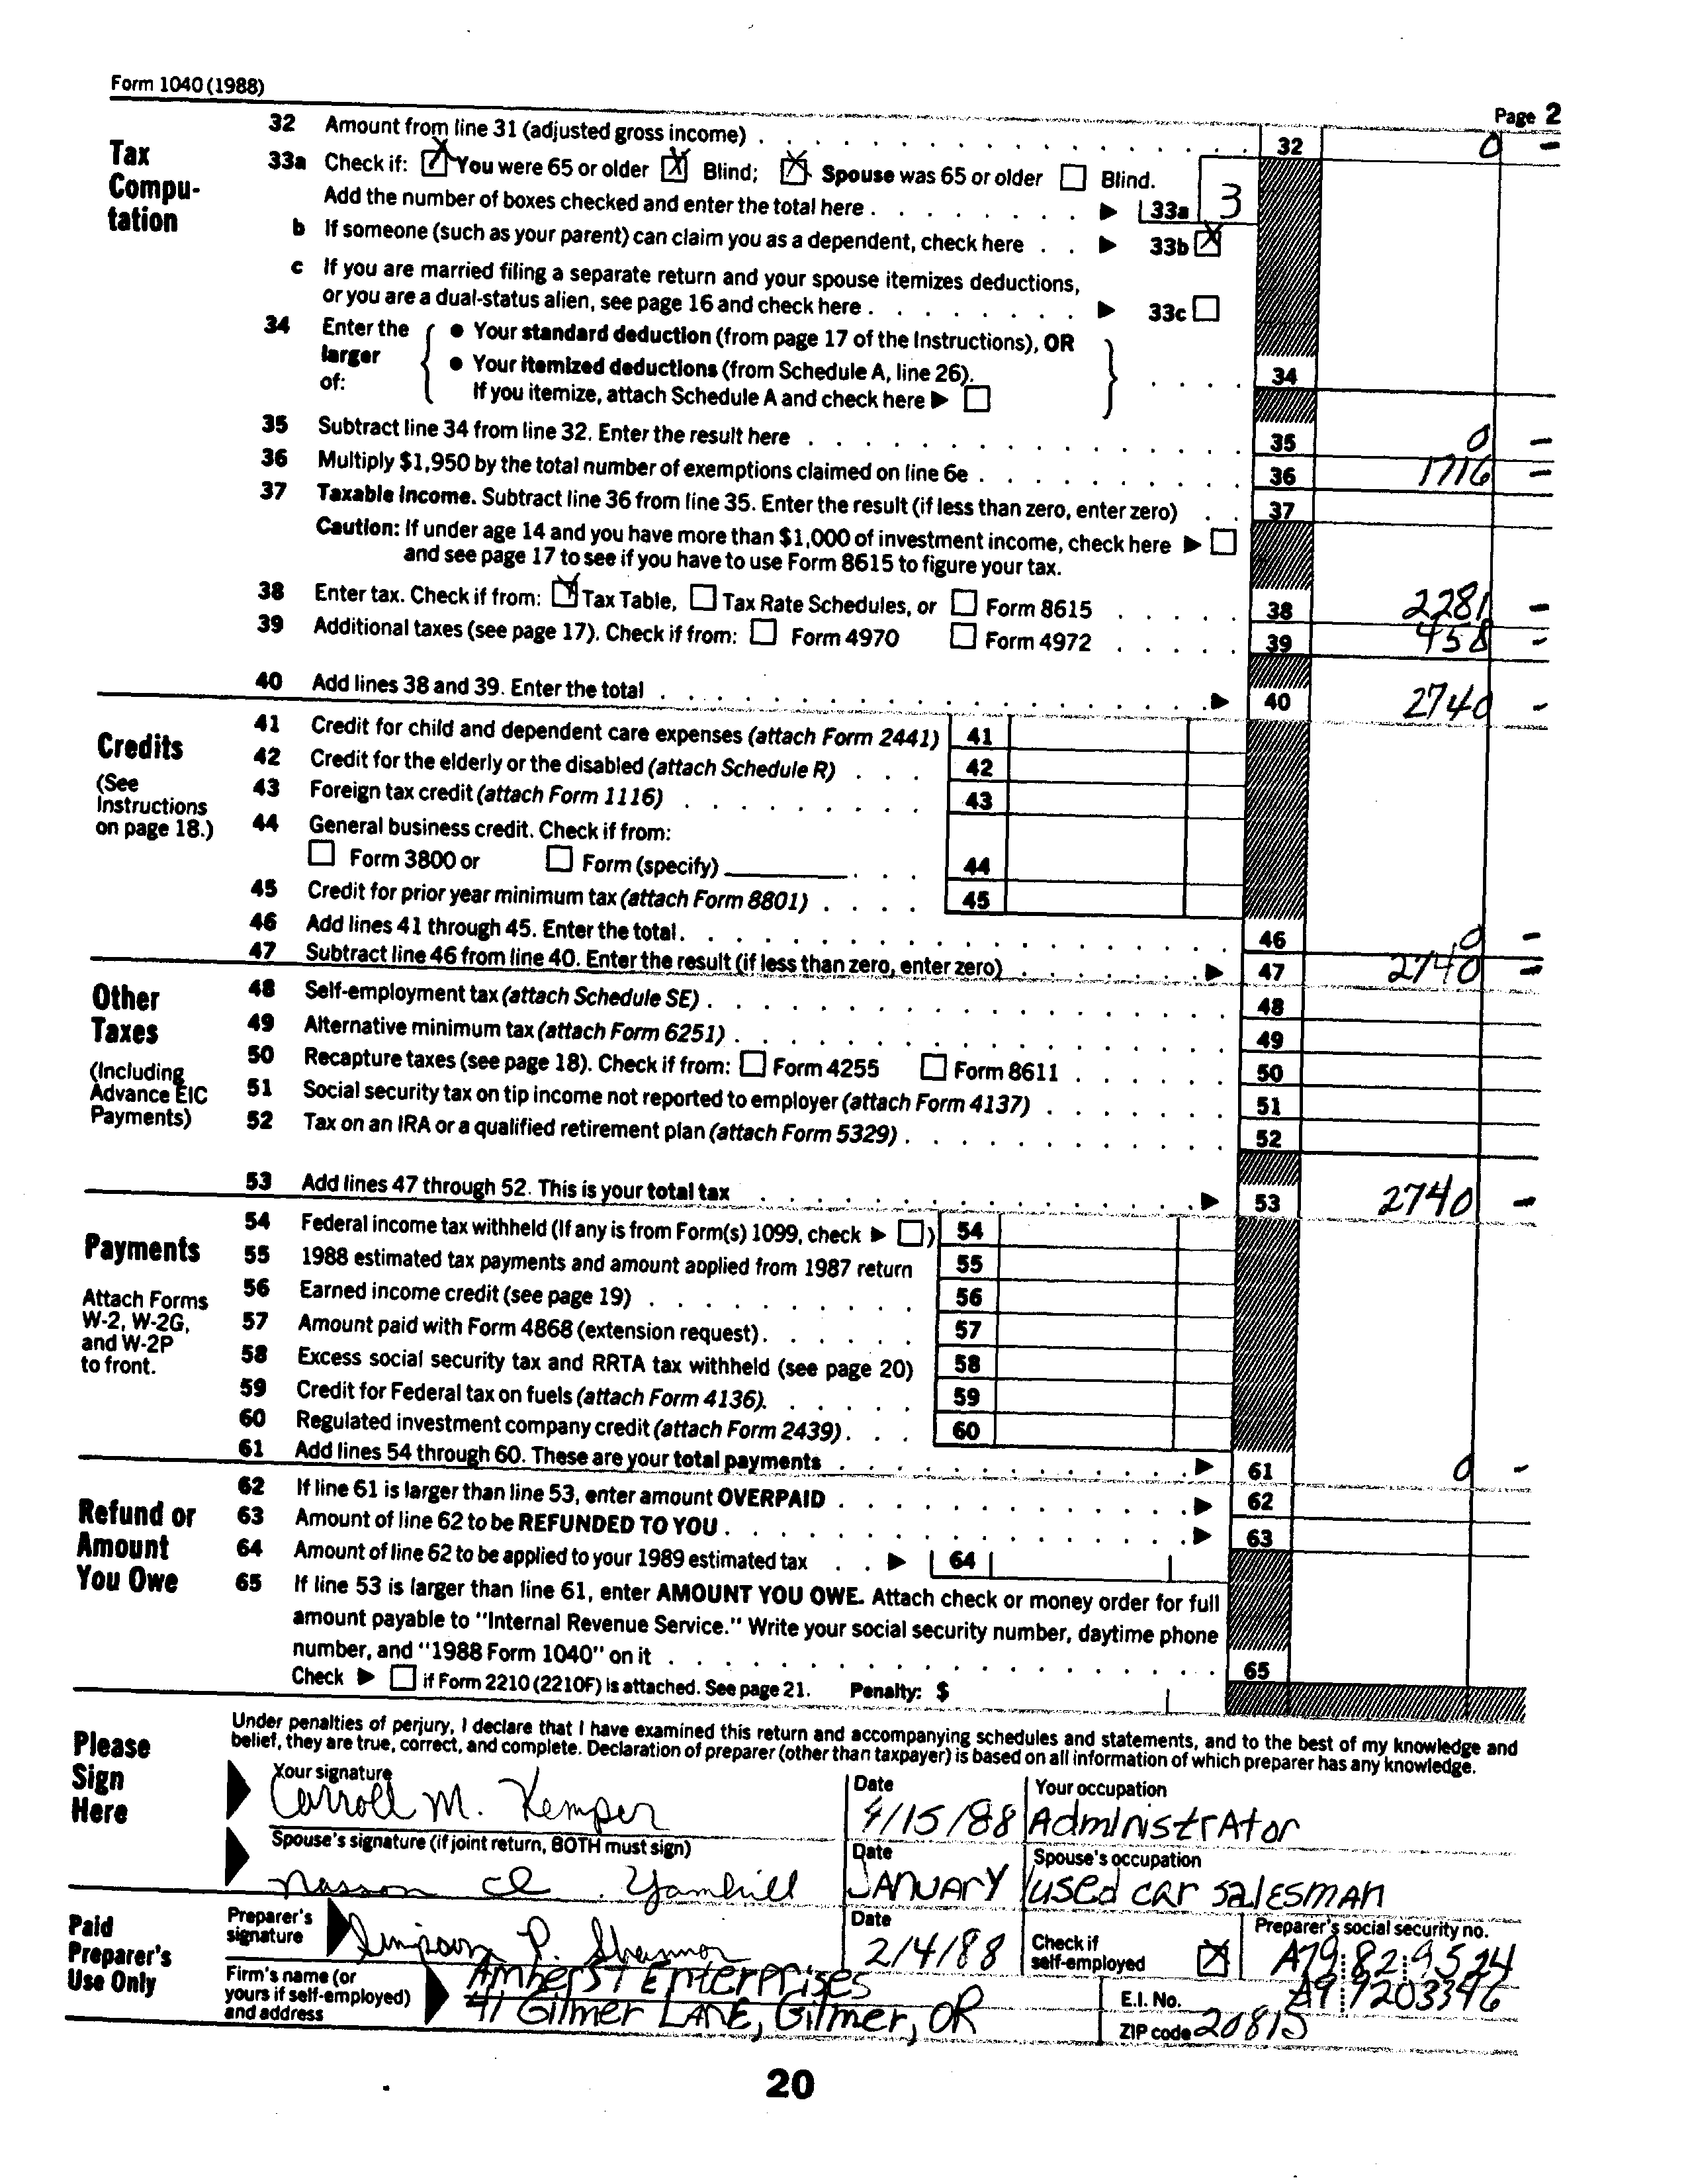 Form 1040 (1988)
Page 2
Tax Compu-tation
32 Amount from line 31 (adjusted gross income) 32 0 -
33a Check if: X You were 65 or older X Blind; X Spouse was 65 or older Blind.
Add the number of boxes checked and enter the total here 33a 3
b If someone (such as your parent) can claim you as a dependent, check here 33b X
c If you are married filing a separate return and your spouse itemizes deductions,
or you are a dual-status alien, see page 16 and check here 33c
34 Enter the larger of:
● Your standard deduction (from page 17 of the Instructions), OR
● Your itemized deductions (from Schedule A, line 26).
If you itemize, attach Schedule A and check here 34
35 Subtract line 34 from line 32. Enter the result here 35 0 -
36 Multiply $1,950 by the total number of exemptions claimed on line 6e 36 1716 -
37 Taxable income. Subtract line 36 from line 35. Enter the result (if less than zero, enter zero) 37
Caution: If under age 14 and you have more than $1,000 of investment income, check here
and see page 17 to see if you have to use Form 8615 to figure your tax.
38 Enter tax. Check if from: X Tax Table, Tax Rate Schedules, or Form 8615 38 2281 -
39 Additional taxes (see page 17). Check if from: Form 4970 Form 4972 39 458 -
40 Add lines 38 and 39. Enter the total 40 2740 -
Credits
(See Instructions on page 18.)
41 Credit for child and dependent care expenses (attach Form 2441) 41
42 Credit for the elderly or the disabled (attach Schedule R) 42
43 Foreign tax credit (attach Form 1116) 43
44 General business credit. Check if from:
Form 3800 or Form (specify) 44
45 Credit for prior year minimum tax (attach Form 8801) 45
46 Add lines 41 through 45. Enter the total 46 0 -
47 Subtract line 46 from line 40. Enter the result (if less than zero, enter zero) 47 2740 -
Other Taxes
(Including Advance EIC Payments)
48 Self-employment tax (attach Schedule SE) 48
49 Alternative minimum tax (attach Form 6251) 49
50 Recapture taxes (see page 18). Check if from: Form 4255 Form 8611 50
51 Social security tax on tip income not reported to employer (attach Form 4137) 51
52 Tax on an IRA or a qualified retirement plan (attach Form 5329) 52
53 Add lines 47 through 52. This is your total tax 53 2740 -
Payments
Attach Forms W-2, W-2G, and W-2P to front.
54 Federal income tax withheld (If any is from Form(s) 1099, check ) 54
55 1988 estimated tax payments and amount applied from 1987 return 55
56 Earned income credit (see page 19) 56
57 Amount paid with Form 4868 (extension request) 57
58 Excess social security tax and RRTA tax withheld (see page 20) 58
59 Credit for Federal tax on fuels (attach Form 4136) 59
60 Regulated investment company credit (attach Form 2439) 60
61 Add lines 54 through 60. These are your total payments 61 0 -
Refund or Amount You Owe
62 If line 61 is larger than line 53, enter amount OVERPAID 62
63 Amount of line 62 to be REFUNDED TO YOU 63
64 Amount of line 62 to be applied to your 1989 estimated tax 64
65 If line 53 is larger than line 61, enter AMOUNT YOU OWE. Attach check or money order for full
amount payable to "Internal Revenue Service." Write your social security number, daytime phone
number, and "1988 Form 1040" on it 65
Check if Form 2210 (2210F) is attached. See page 21. Penalty: $
Please Sign Here
Under penalties of perjury, I declare that I have examined this return and accompanying schedules and statements, and to the best of my knowledge and
belief, they are true, correct, and complete. Declaration of preparer (other than taxpayer) is based on all information of which preparer has any knowledge.
Your signature Date Your occupation
Carroll M. Kemper 4/15/88 Administrator
Spouse's signature (if joint return, BOTH must sign) Date Spouse's occupation
Nasson Yamhill JANUARY used car salesman
Paid Preparer's Use Only
Preparer's signature Simpson P. Shannor Date 2/4/88 Check if self-employed X Preparer's social security no. A79 82 9524
Firm's name (or yours if self-employed) and address Amherst Enterprises E.I. No. A9 9203346
41 Gilmer LANE, Gilmer, OR ZIP code 20815
20